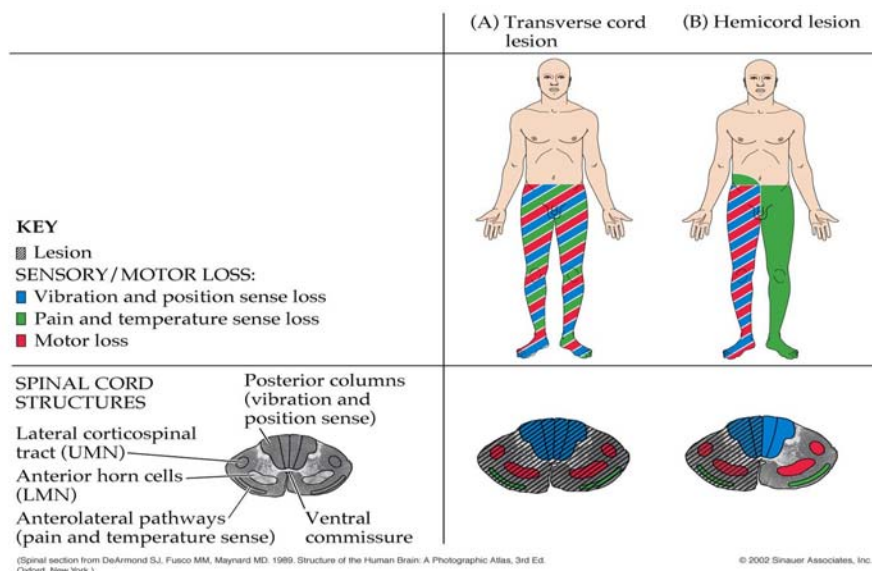 (A) Transverse cord
lesion
(B) Hemicord lesion
KEY
Lesion
SENSORY/MOTOR LOSS:
Vibration and position sense loss
Pain and temperature sense loss
Motor loss
SPINAL CORD
STRUCTURES
Posterior columns
(vibration and
position sense)
Lateral corticospinal
tract (UMN)
Anterior horn cells
(LMN)
Anterolateral pathways
(pain and temperature sense)
Ventral
commissure
(Spinal section from DeArmond SJ, Fusco MM, Maynard MD. 1989. Structure of the Human Brain: A Photographic Atlas, 3rd Ed.
Oxford, New York.)
© 2002 Sinauer Associates, Inc.